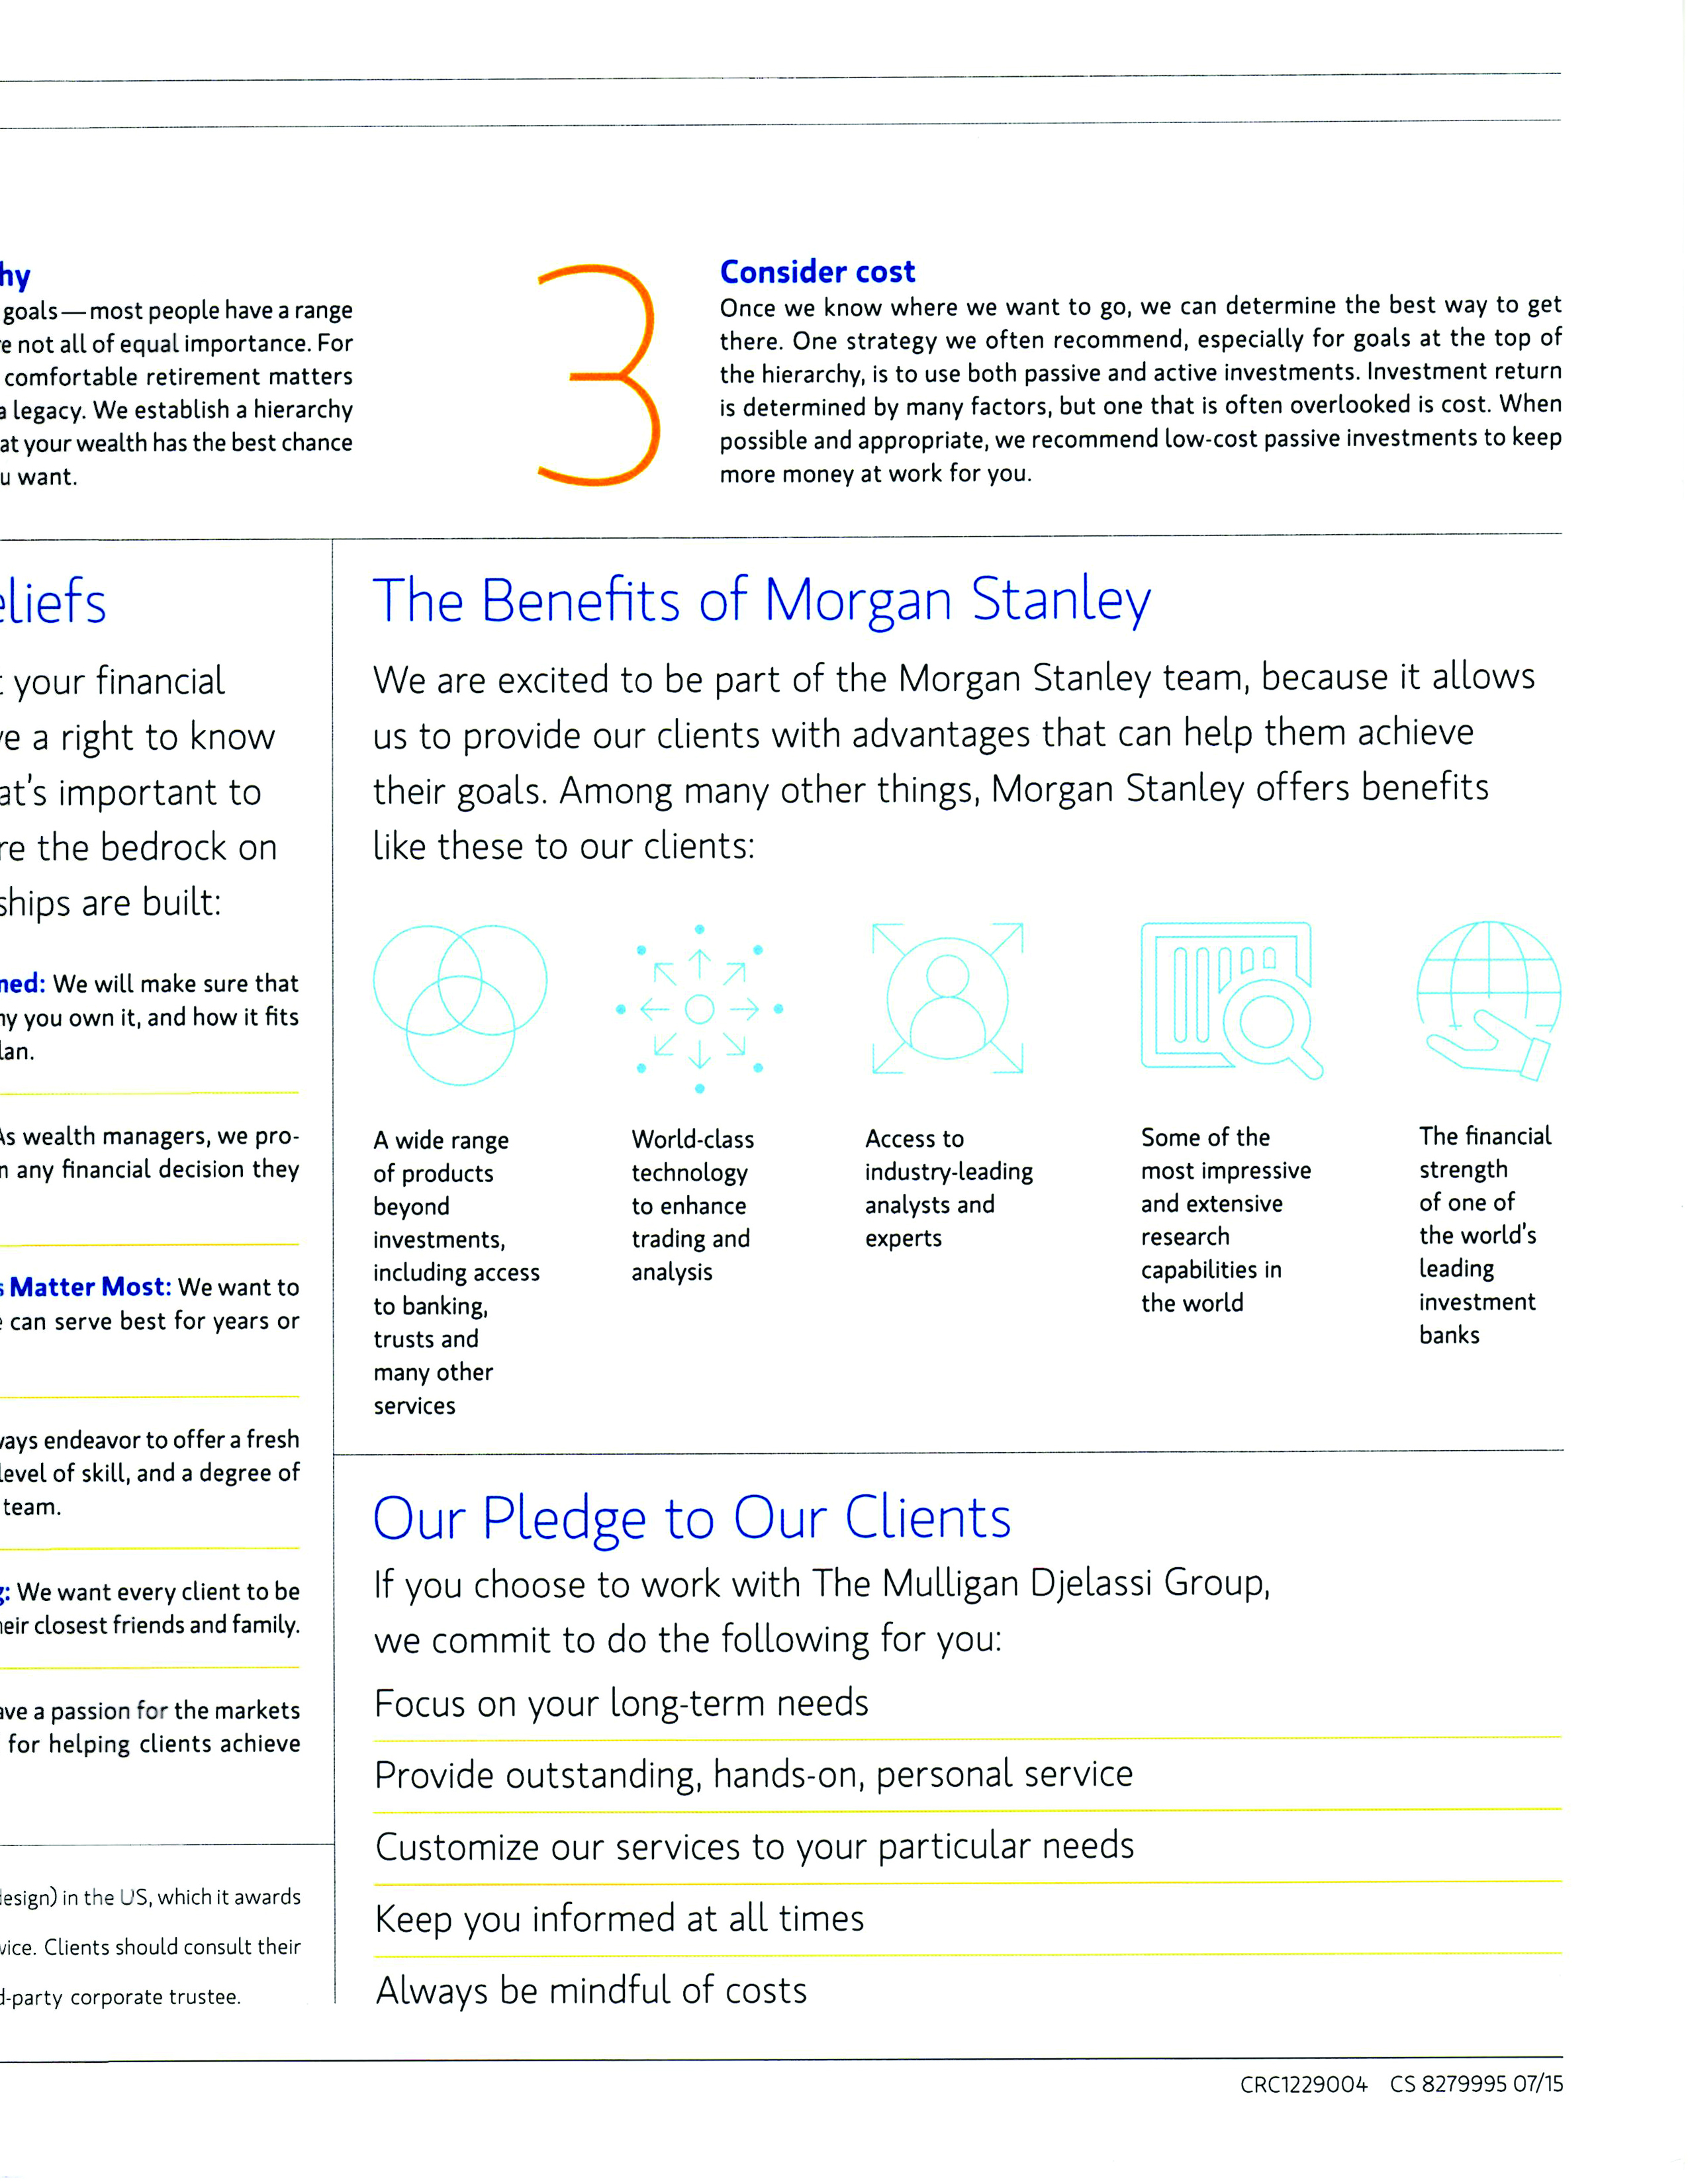 hy
goals—most people have a range
e not all of equal importance. For
comfortable retirement matters
a legacy. We establish a hierarchy
at your wealth has the best chance
u want.
3
Consider cost
Once we know where we want to go, we can determine the best way to get
there. One strategy we often recommend, especially for goals at the top of
the hierarchy, is to use both passive and active investments. Investment return
is determined by many factors, but one that is often overlooked is cost. When
possible and appropriate, we recommend low-cost passive investments to keep
more money at work for you.
eliefs
your financial
ve a right to know
at's important to
re the bedrock on
ships are built:
ned: We will make sure that
hy you own it, and how it fits
lan.
As wealth managers, we pro-
n any financial decision they
s Matter Most: We want to
e can serve best for years or
ways endeavor to offer a fresh
level of skill, and a degree of
team.
g: We want every client to be
heir closest friends and family.
ave a passion for the markets
for helping clients achieve
design) in the US, which it awards
vice. Clients should consult their
d-party corporate trustee.
The Benefits of Morgan Stanley
We are excited to be part of the Morgan Stanley team, because it allows
us to provide our clients with advantages that can help them achieve
their goals. Among many other things, Morgan Stanley offers benefits
like these to our clients:
A wide range
of products
beyond
investments,
including access
to banking,
trusts and
many other
services
World-class
technology
to enhance
trading and
analysis
Access to
industry-leading
analysts and
experts
Some of the
most impressive
and extensive
research
capabilities in
the world
The financial
strength
of one of
the world's
leading
investment
banks
Our Pledge to Our Clients
If you choose to work with The Mulligan Djelassi Group,
we commit to do the following for you:
Focus on your long-term needs
Provide outstanding, hands-on, personal service
Customize our services to your particular needs
Keep you informed at all times
Always be mindful of costs
CRC1229004 CS 8279995 07/15